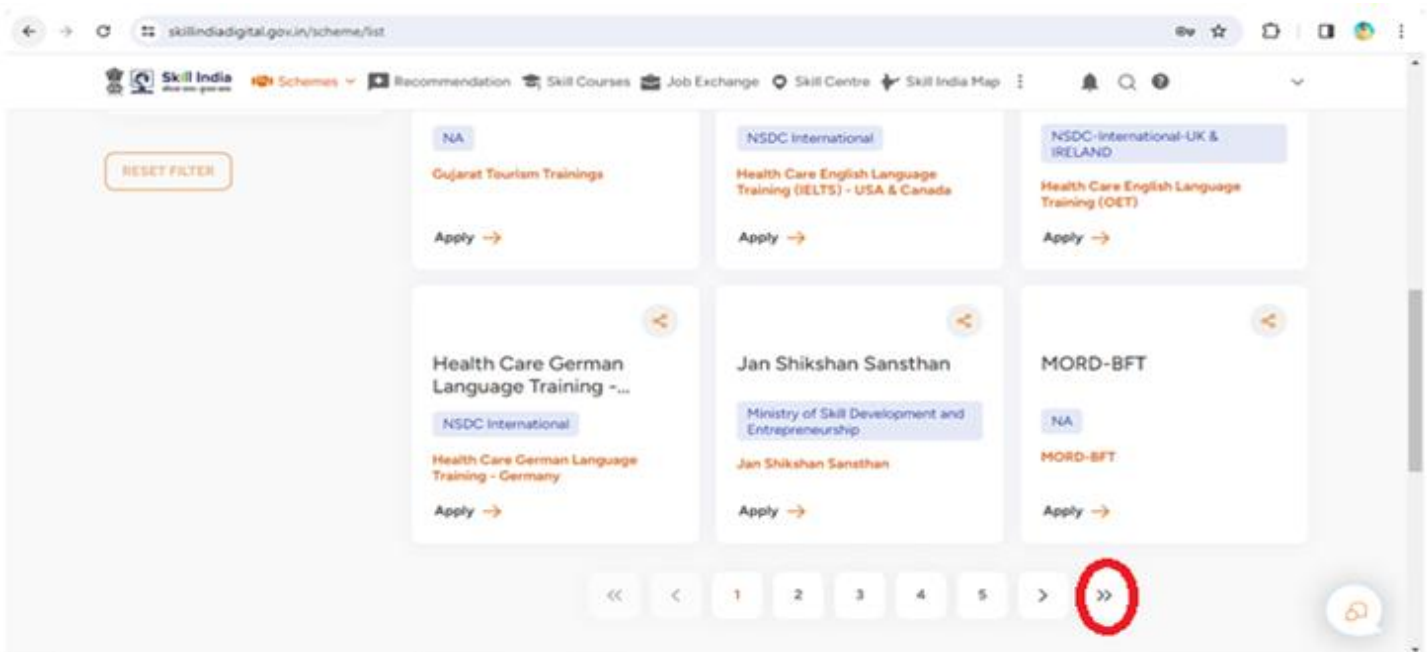 skillindiadigital.gov.in/scheme/list
Skill India Schemes Recommendation Skill Courses Job Exchange Skill Centre Skill India Map
RESET FILTER
NA
Gujarat Tourism Trainings
Apply →
NSDC International
Health Care English Language
Training (IELTS) - USA & Canada
Apply →
NSDC-International-UK &
IRELAND
Health Care English Language
Training (OET)
Apply →
Health Care German
Language Training -...
NSDC International
Health Care German Language
Training - Germany
Apply →
Jan Shikshan Sansthan
Ministry of Skill Development and
Entrepreneurship
Jan Shikshan Sansthan
Apply →
MORD-BFT
NA
MORD-BFT
Apply →
« < 1 2 3 4 5 > »